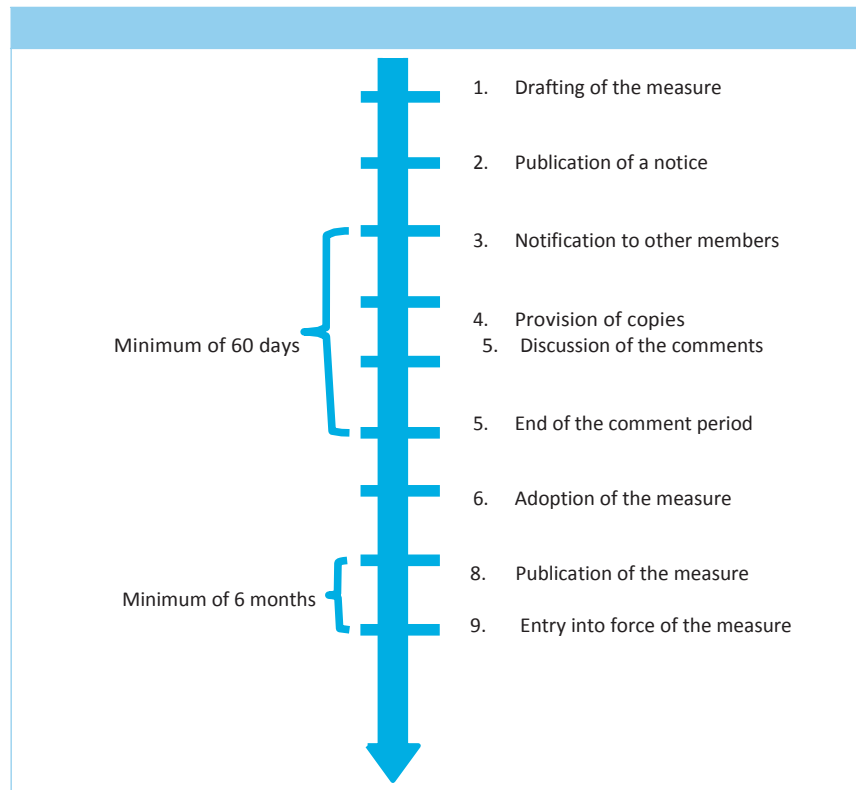 1. Drafting of the measure
2. Publication of a notice
3. Notification to other members
4. Provision of copies
Minimum of 60 days
5. Discussion of the comments
5. End of the comment period
6. Adoption of the measure
8. Publication of the measure
Minimum of 6 months
9. Entry into force of the measure